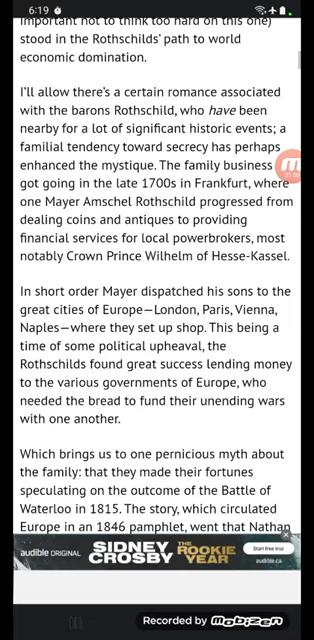 6:19
important not to think too hard on this one)
stood in the Rothschilds' path to world
economic domination.
I'll allow there's a certain romance associated
with the barons Rothschild, who have been
nearby for a lot of significant historic events; a
familial tendency toward secrecy has perhaps
enhanced the mystique. The family business
got going in the late 1700s in Frankfurt, where
one Mayer Amschel Rothschild progressed from
dealing coins and antiques to providing
financial services for local powerbrokers, most
notably Crown Prince Wilhelm of Hesse-Kassel.
In short order Mayer dispatched his sons to the
great cities of Europe—London, Paris, Vienna,
Naples—where they set up shop. This being a
time of some political upheaval, the
Rothschilds found great success lending money
to the various governments of Europe, who
needed the bread to fund their unending wars
with one another.
Which brings us to one pernicious myth about
the family: that they made their fortunes
speculating on the outcome of the Battle of
Waterloo in 1815. The story, which circulated
Europe in an 1846 pamphlet, went that Nathan
audible ORIGINAL
SIDNEY
CROSBY
THE
ROOKIE
YEAR
Start free trial
audible.ca
Recorded by mobizen